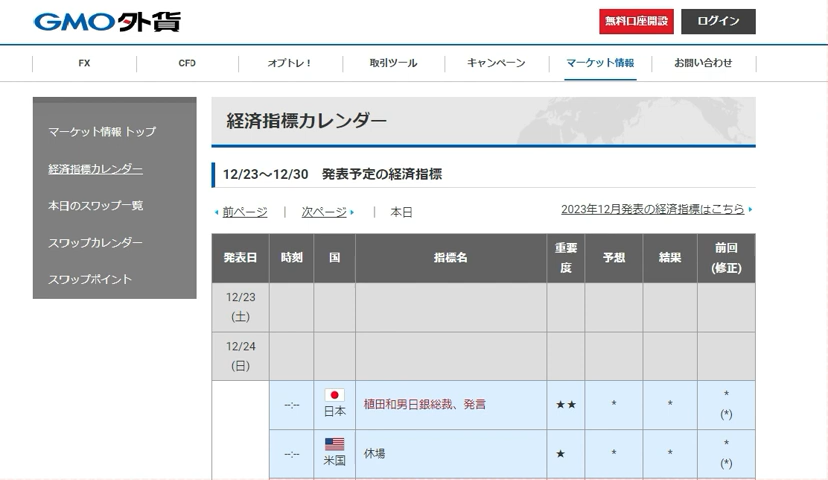 GMO外貨
無料口座開設 ログイン
FX CFD オプトレ! 取引ツール キャンペーン マーケット情報 お問い合わせ
マーケット情報 トップ
経済指標カレンダー
本日のスワップ一覧
スワップカレンダー
スワップポイント
経済指標カレンダー
12/23～12/30 発表予定の経済指標
前ページ | 次ページ | 本日
2023年12月発表の経済指標はこちら
発表日 時刻 国 指標名 重要度 予想 結果 前回(修正)
12/23
(土)
12/24
(日)
--:-- 日本 植田和男日銀総裁、発言 ★★ * * * (*)
--:-- 米国 休場 ★ * * * (*)